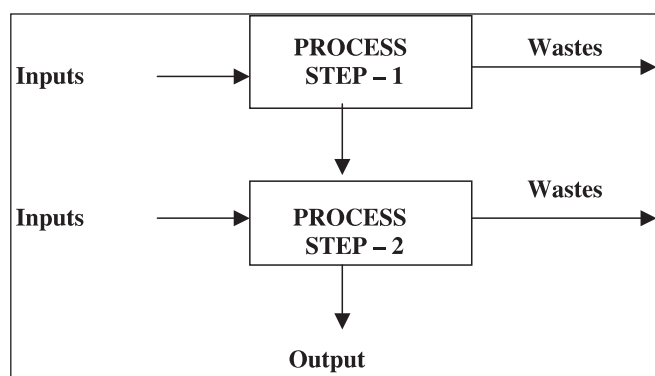 PROCESS
STEP – 1
Wastes
Inputs
PROCESS
STEP – 2
Wastes
Inputs
Output